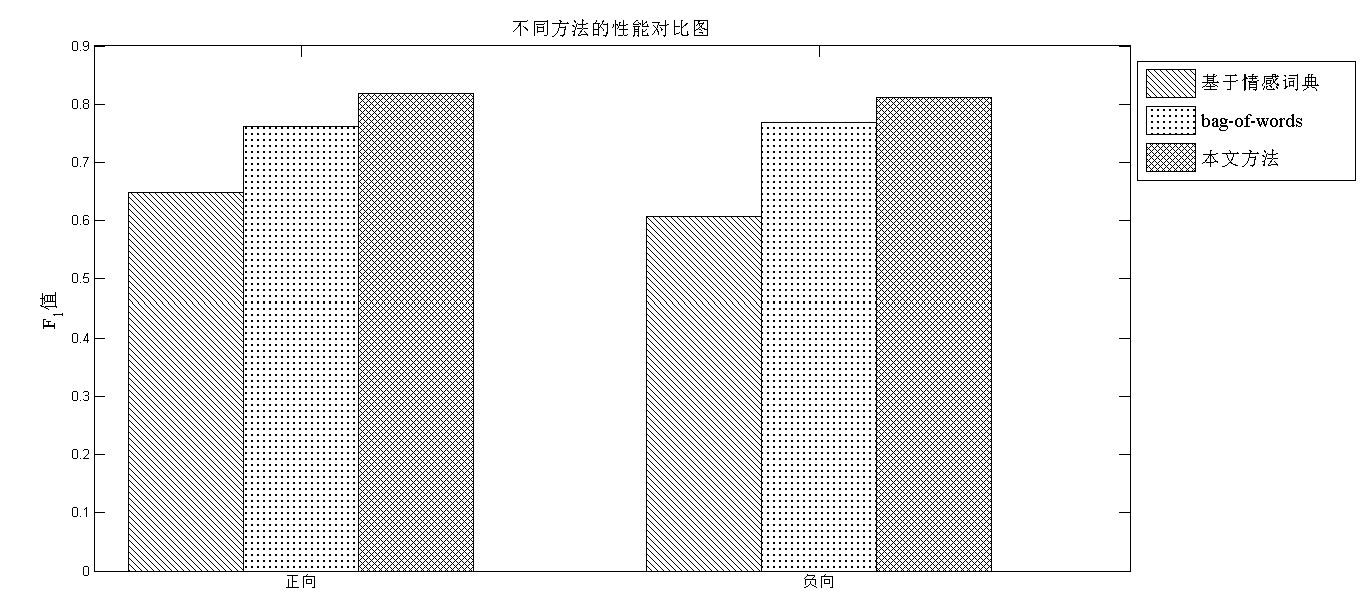 不同方法的性能对比图
0.9
0.8
0.7
0.6
0.5
0.4
0.3
0.2
0.1
0
F1值
正向
负向
基于情感词典
bag-of-words
本文方法